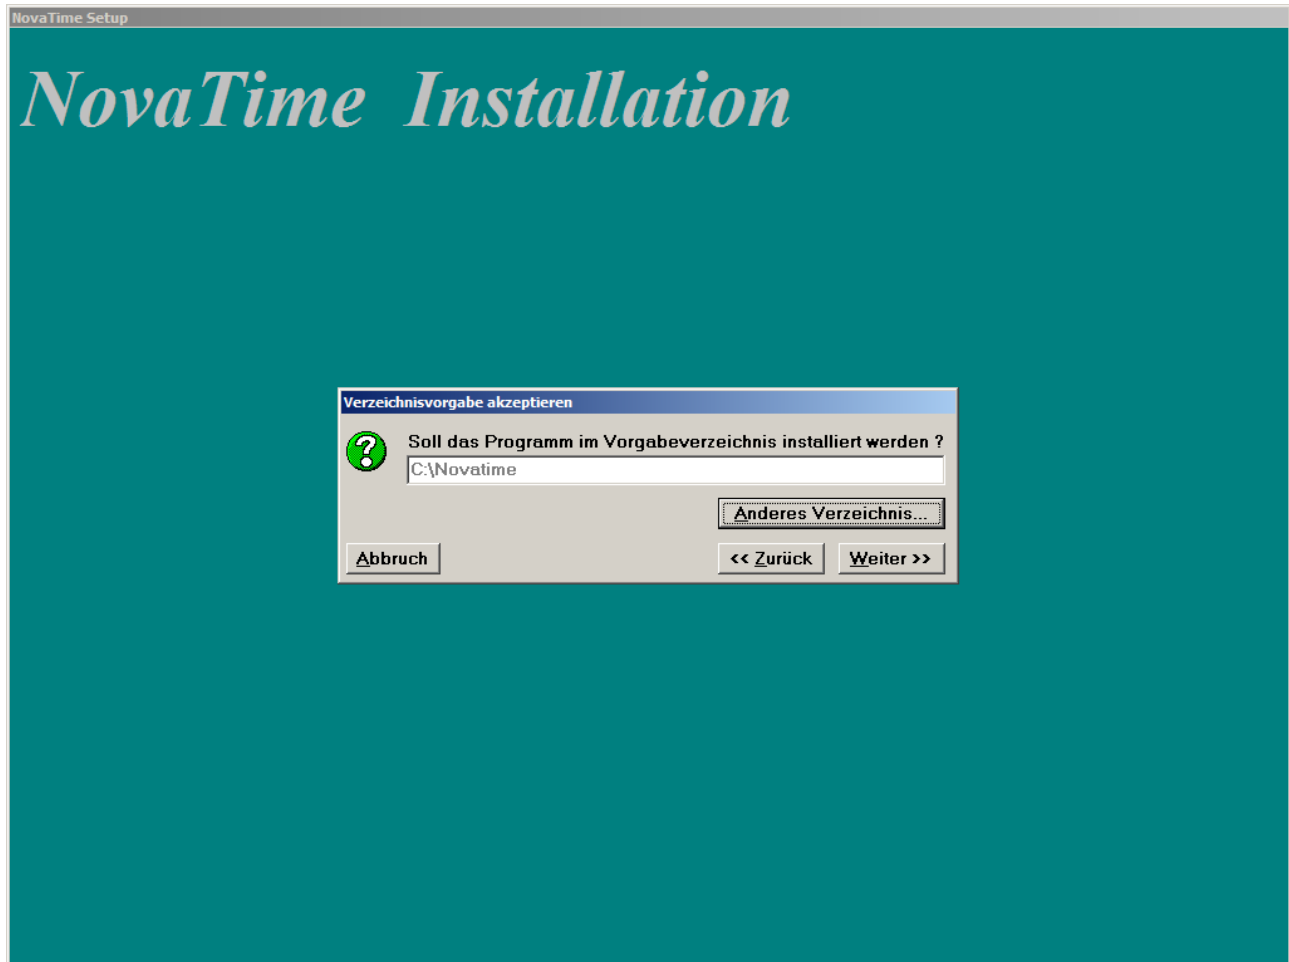 NovaTime Setup
NovaTime Installation
Verzeichnisvorgabe akzeptieren
Soll das Programm im Vorgabeverzeichnis installiert werden ?
C:\Novatime
Anderes Verzeichnis...
Abbruch
<< Zurück
Weiter >>